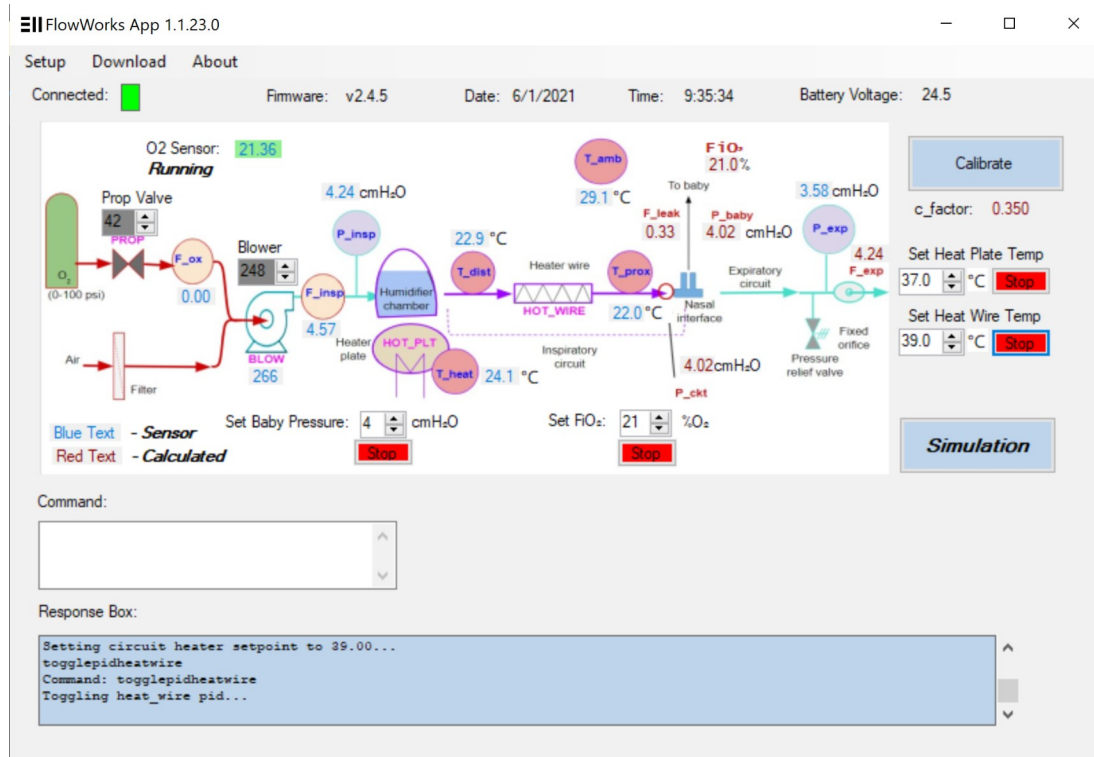 FlowWorks App 1.1.23.0
Setup Download About
Connected: Firmware: v2.4.5 Date: 6/1/2021 Time: 9:35:34 Battery Voltage: 24.5
O2 Sensor: 21.36
Running
Prop Valve
42
PROP
F_ox
0.00
O₂
(0-100 psi)
Air
Filter
Blower
248
BLOW
266
F_insp
4.57
4.24 cmH₂O
P_insp
Humidifier
chamber
Heater
plate
HOT_PLT
T_heat
24.1 °C
22.9 °C
T_dist
Heater wire
HOT_WIRE
T_prox
22.0 °C
Inspiratory
circuit
T_amb
29.1 °C
FiO₂
21.0%
To baby
F_leak
0.33
P_baby
4.02 cmH₂O
Nasal
interface
4.02cmH₂O
P_ckt
Expiratory
circuit
3.58 cmH₂O
P_exp
4.24
F_exp
Fixed
orifice
Pressure
relief valve
Blue Text - Sensor
Red Text - Calculated
Set Baby Pressure: 4 cmH₂O
Stop
Set FiO₂: 21 %O₂
Stop
Calibrate
c_factor: 0.350
Set Heat Plate Temp
37.0 °C Stop
Set Heat Wire Temp
39.0 °C Stop
Simulation
Command:
Response Box:
Setting circuit heater setpoint to 39.00...
togglepidheatwire
Command: togglepidheatwire
Toggling heat_wire pid...